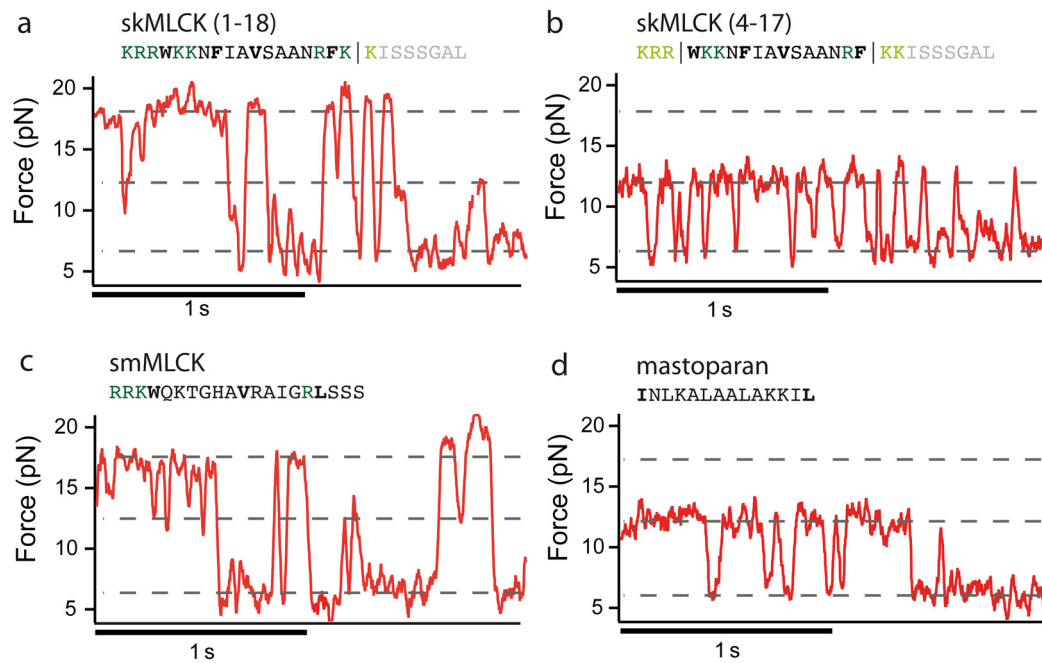 a
skMLCK (1-18)
KRRWKKNFIAVSAANRFK|KISSSGAL
20
15
10
5
Force (pN)
1 s
b
skMLCK (4-17)
KRR|WKKNFIAVSAANRF|KKISSSGAL
20
15
10
5
Force (pN)
1 s
c
smMLCK
RRKWQKTGHAVRAIGRLSSS
20
15
10
5
Force (pN)
1 s
d
mastoparan
INLKALAALAKKIL
20
15
10
5
Force (pN)
1 s